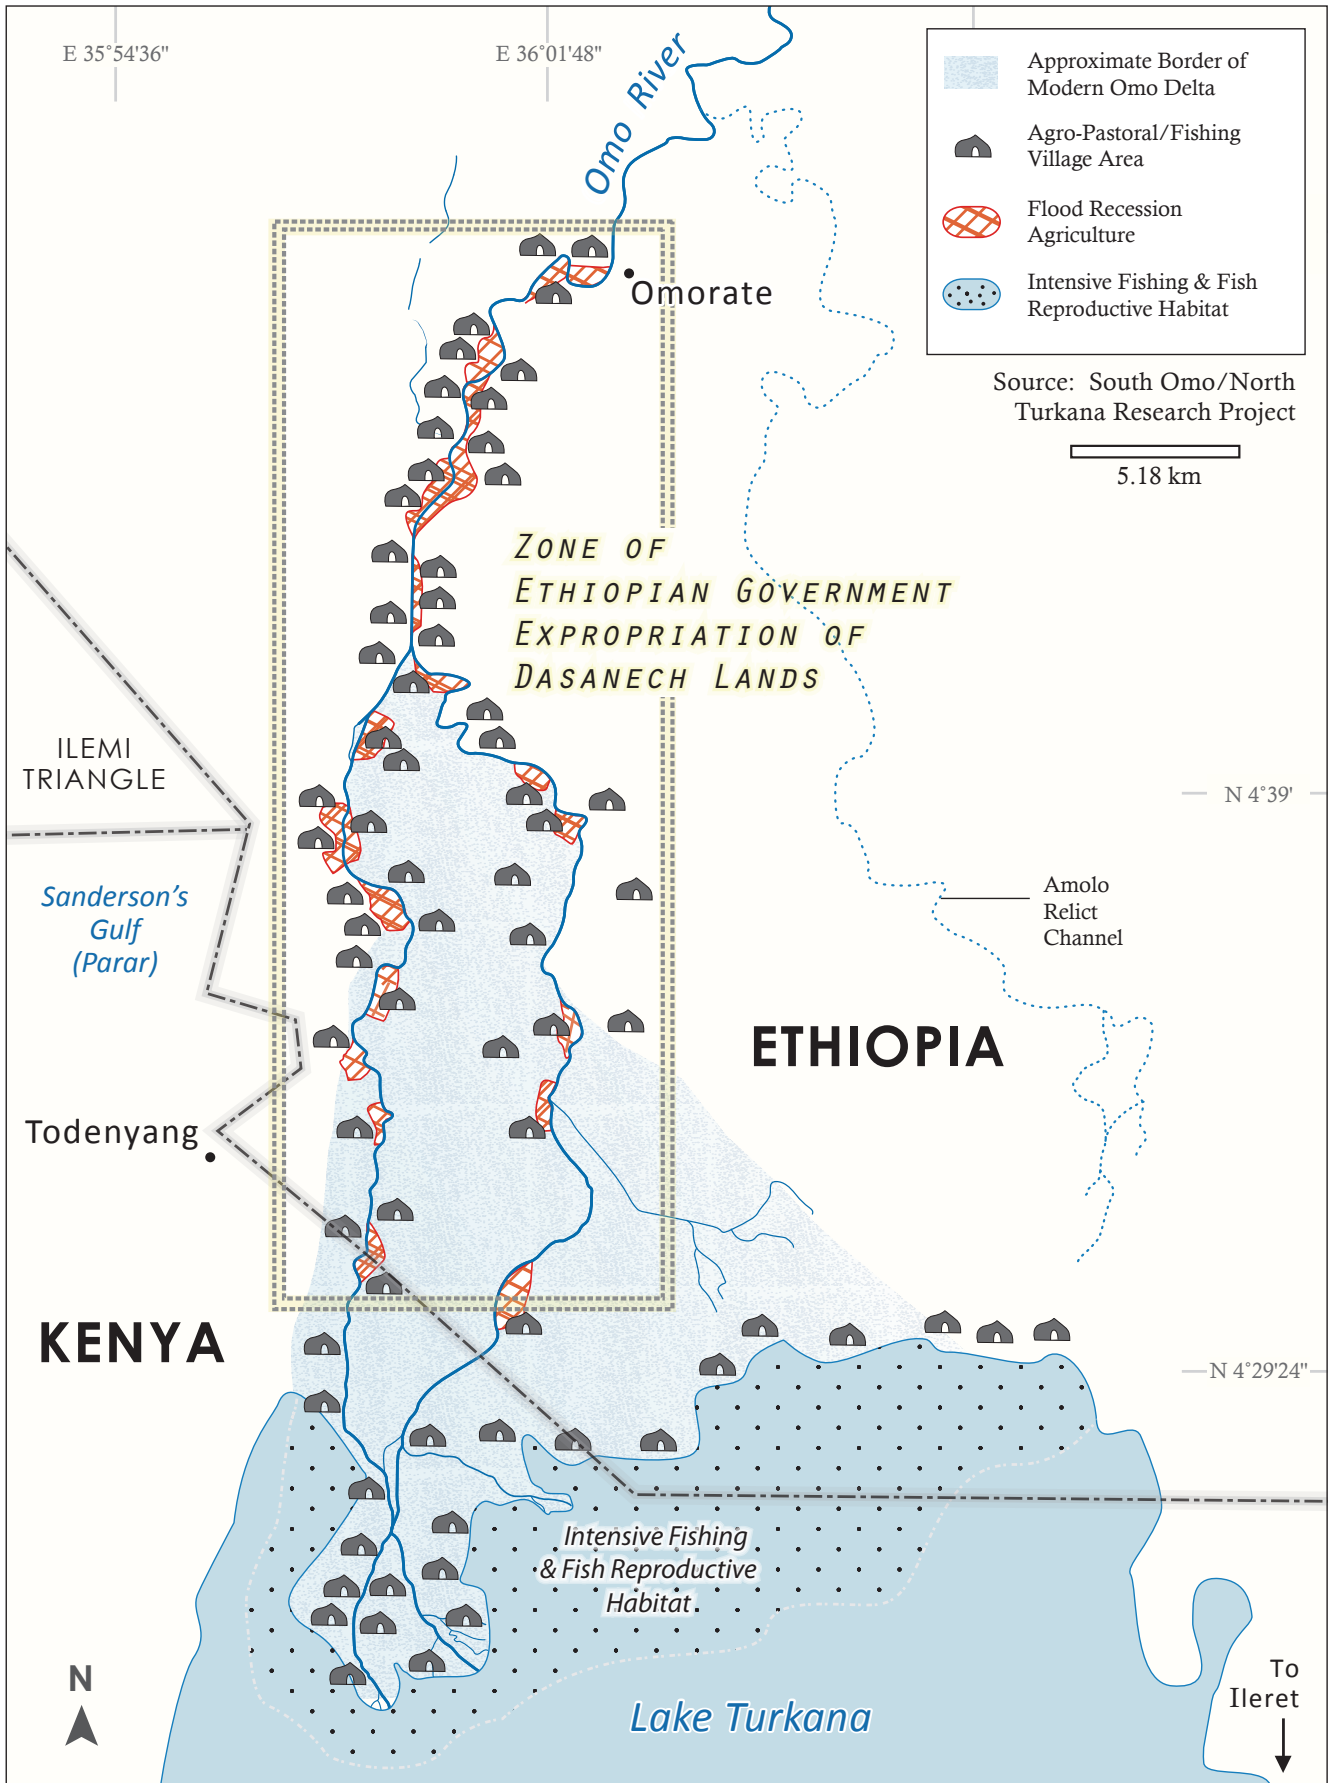 E 35°54'36"
E 36°01'48"
Omo River
Approximate Border of
Modern Omo Delta
Agro-Pastoral/Fishing
Village Area
Flood Recession
Agriculture
Intensive Fishing & Fish
Reproductive Habitat
Omorate
Source: South Omo/North
Turkana Research Project
5.18 km
Zone of
Ethiopian Government
Expropriation of
Dasanech Lands
ILEMI
TRIANGLE
N 4°39'
Sanderson's
Gulf
(Parar)
Amolo
Relict
Channel
ETHIOPIA
Todenyang
KENYA
N 4°29'24"
Intensive Fishing
& Fish Reproductive
Habitat
N
To
Ileret
Lake Turkana